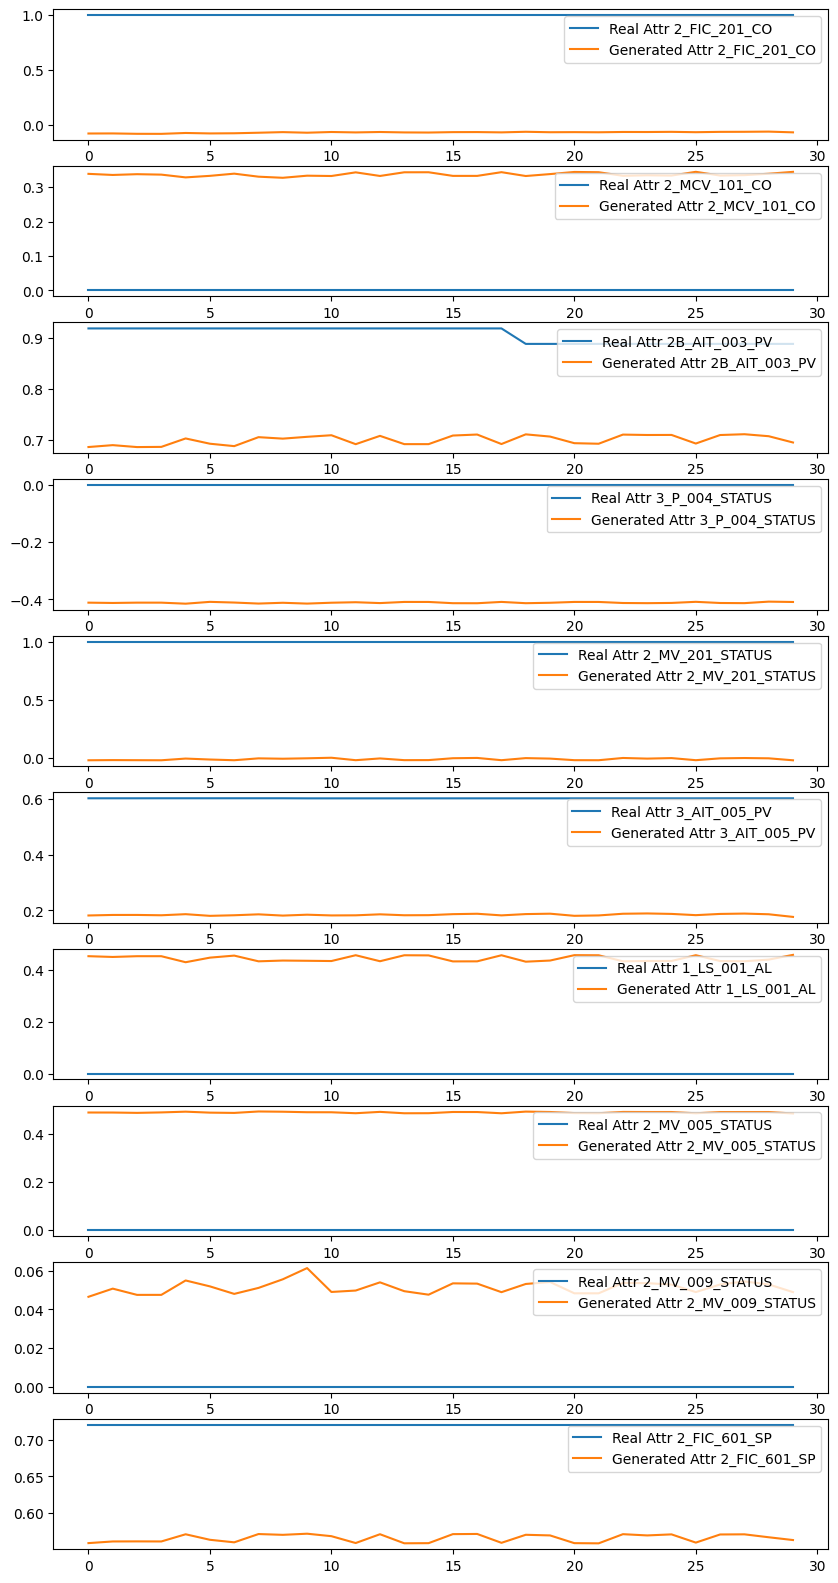 1.0
0.5
0.0
Real Attr 2_FIC_201_CO
Generated Attr 2_FIC_201_CO
0 5 10 15 20 25 30
0.3
0.2
0.1
0.0
Real Attr 2_MCV_101_CO
Generated Attr 2_MCV_101_CO
0 5 10 15 20 25 30
0.9
0.8
0.7
Real Attr 2B_AIT_003_PV
Generated Attr 2B_AIT_003_PV
0 5 10 15 20 25 30
0.0
−0.2
−0.4
Real Attr 3_P_004_STATUS
Generated Attr 3_P_004_STATUS
0 5 10 15 20 25 30
1.0
0.5
0.0
Real Attr 2_MV_201_STATUS
Generated Attr 2_MV_201_STATUS
0 5 10 15 20 25 30
0.6
0.4
0.2
Real Attr 3_AIT_005_PV
Generated Attr 3_AIT_005_PV
0 5 10 15 20 25 30
0.4
0.2
0.0
Real Attr 1_LS_001_AL
Generated Attr 1_LS_001_AL
0 5 10 15 20 25 30
0.4
0.2
0.0
Real Attr 2_MV_005_STATUS
Generated Attr 2_MV_005_STATUS
0 5 10 15 20 25 30
0.06
0.04
0.02
0.00
Real Attr 2_MV_009_STATUS
Generated Attr 2_MV_009_STATUS
0 5 10 15 20 25 30
0.70
0.65
0.60
Real Attr 2_FIC_601_SP
Generated Attr 2_FIC_601_SP
0 5 10 15 20 25 30